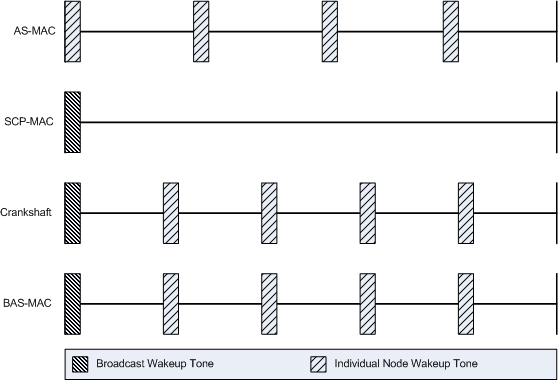 AS-MAC
SCP-MAC
Crankshaft
BAS-MAC
Broadcast Wakeup Tone
Individual Node Wakeup Tone